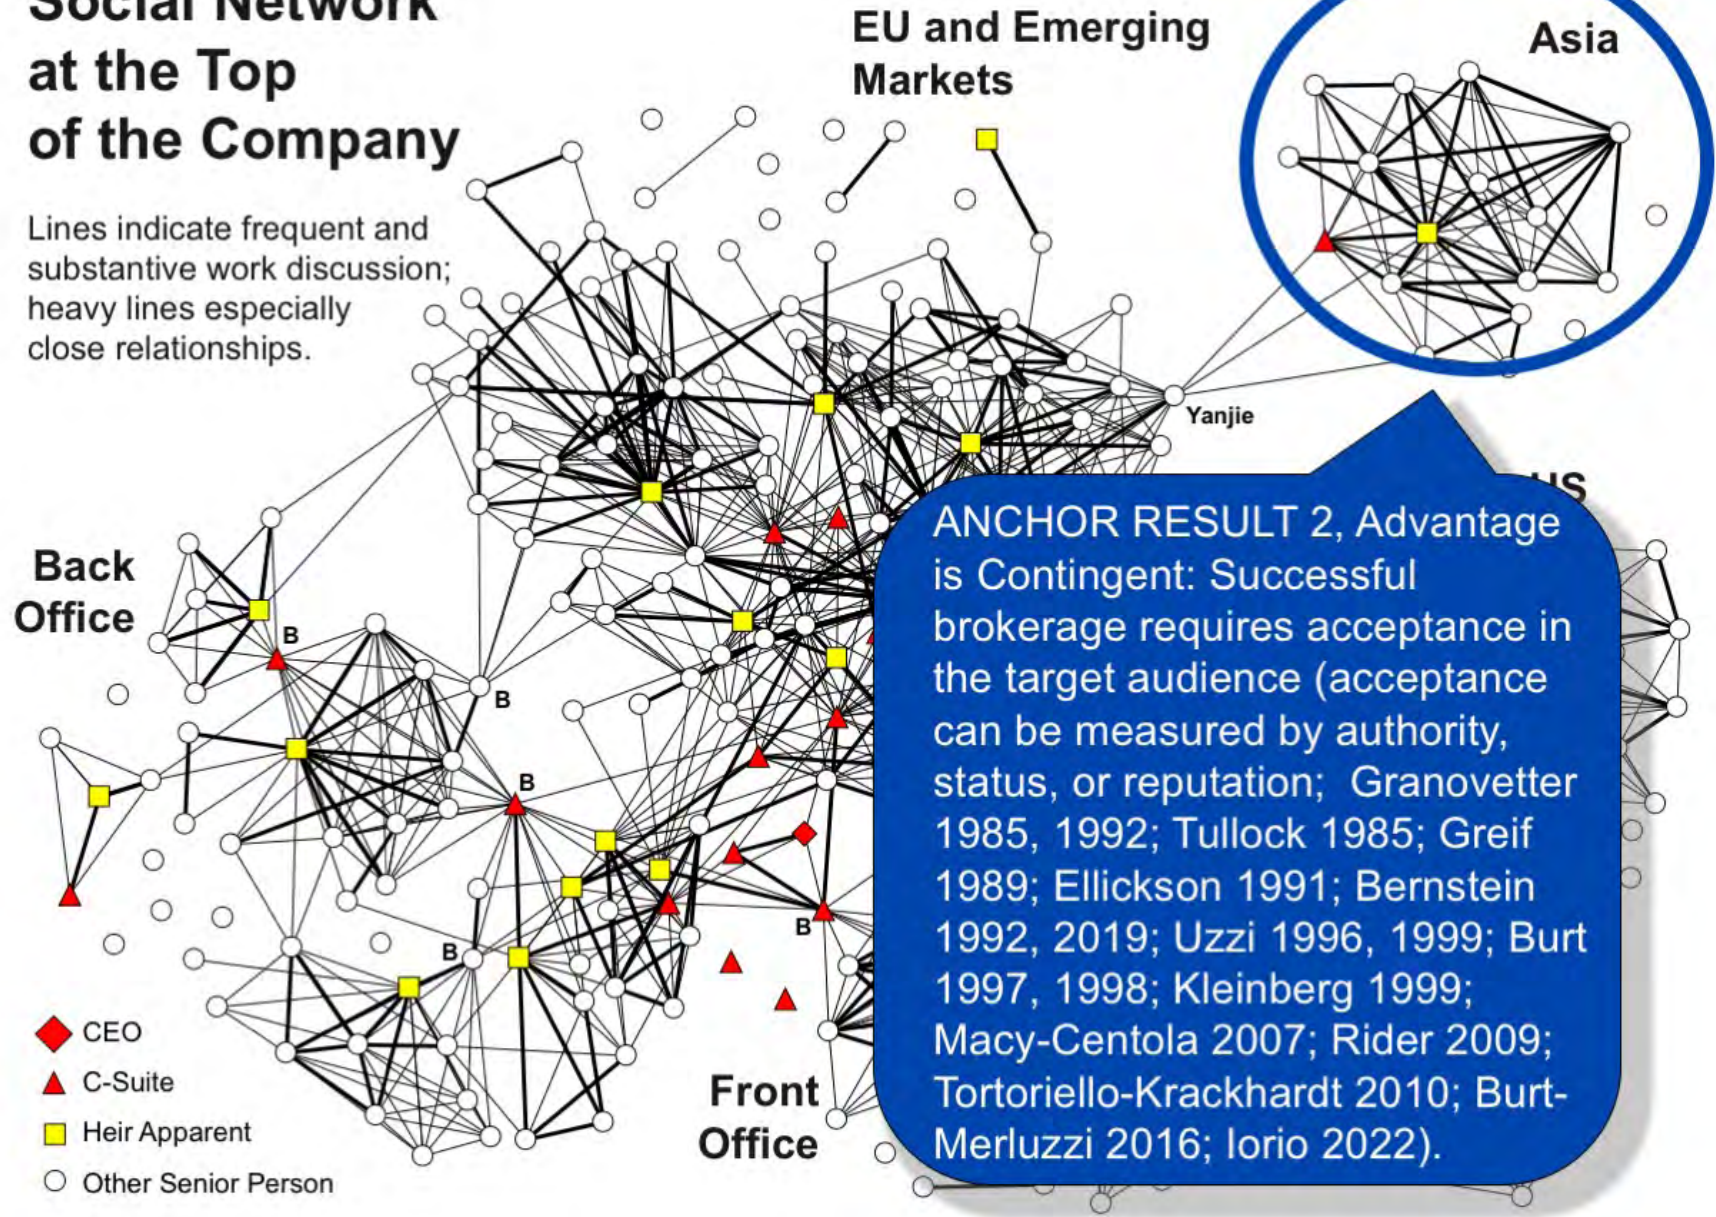 Social Network
at the Top
of the Company
Lines indicate frequent and
substantive work discussion;
heavy lines especially
close relationships.
EU and Emerging
Markets
Asia
Yanjie
US
Back
Office
B
B
B
B
B
ANCHOR RESULT 2, Advantage
is Contingent: Successful
brokerage requires acceptance in
the target audience (acceptance
can be measured by authority,
status, or reputation;  Granovetter
1985, 1992; Tullock 1985; Greif
1989; Ellickson 1991; Bernstein
1992, 2019; Uzzi 1996, 1999; Burt
1997, 1998; Kleinberg 1999;
Macy-Centola 2007; Rider 2009;
Tortoriello-Krackhardt 2010; Burt-
Merluzzi 2016; Iorio 2022).
CEO
C-Suite
Heir Apparent
Other Senior Person
Front
Office